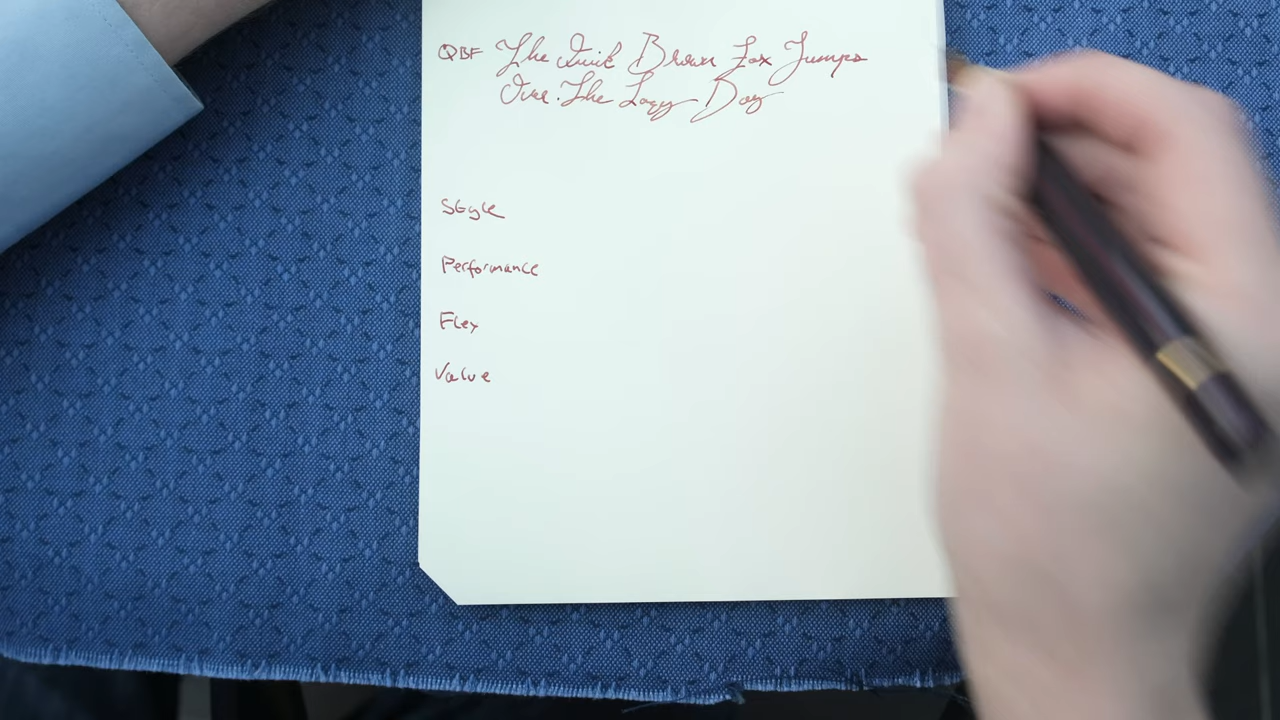 QBF The Quick Brown Fox Jumps
Over The Lazy Dog
Style
Performance
Flex
Value